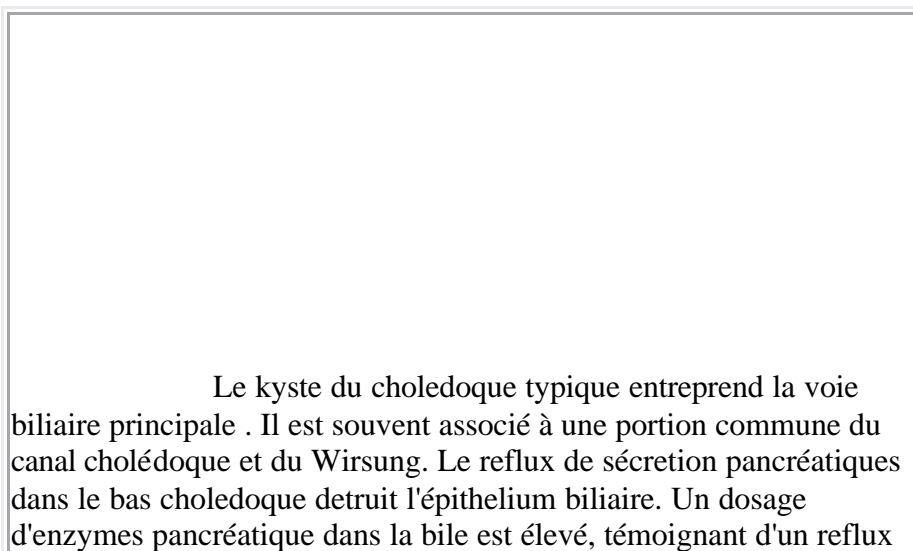 Le kyste du choledoque typique entreprend la voie
biliaire principale . Il est souvent associé à une portion commune du
canal cholédoque et du Wirsung. Le reflux de sécretion pancréatiques
dans le bas choledoque detruit l'épithelium biliaire. Un dosage
d'enzymes pancréatique dans la bile est élevé, témoignant d'un reflux